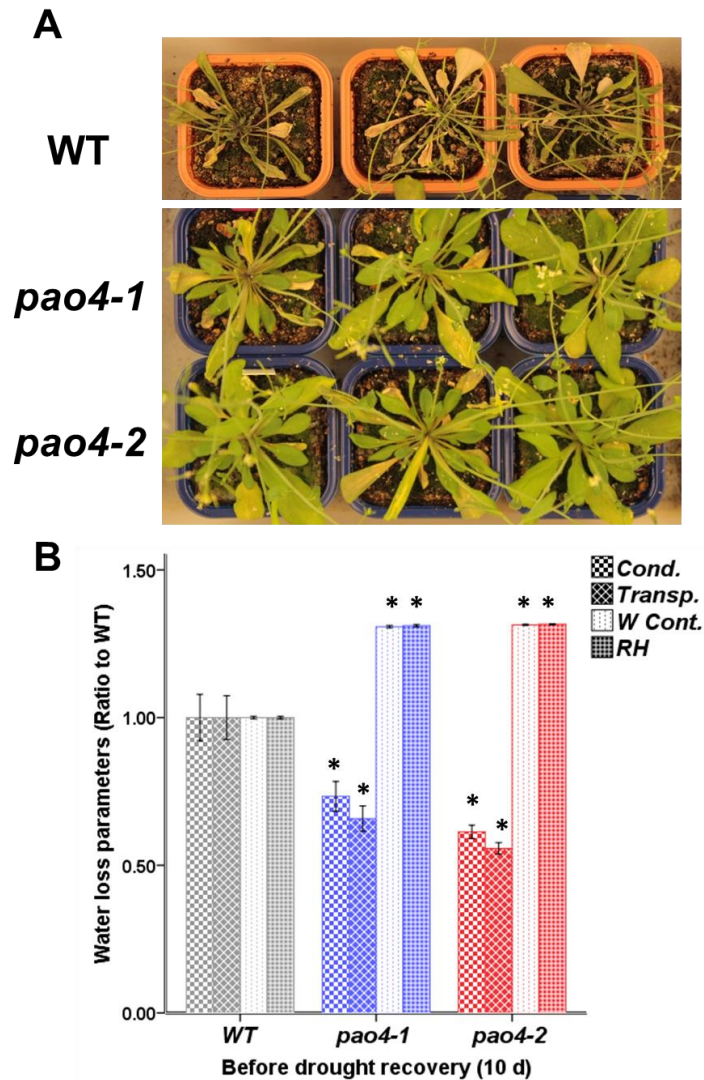 A
WT
pao4-1
pao4-2
B
Water loss parameters (Ratio to WT)
1.50
1.00
0.50
0.00
* *
* *
* *
* *
Cond.
Transp.
W Cont.
RH
WT
pao4-1
pao4-2
Before drought recovery (10 d)